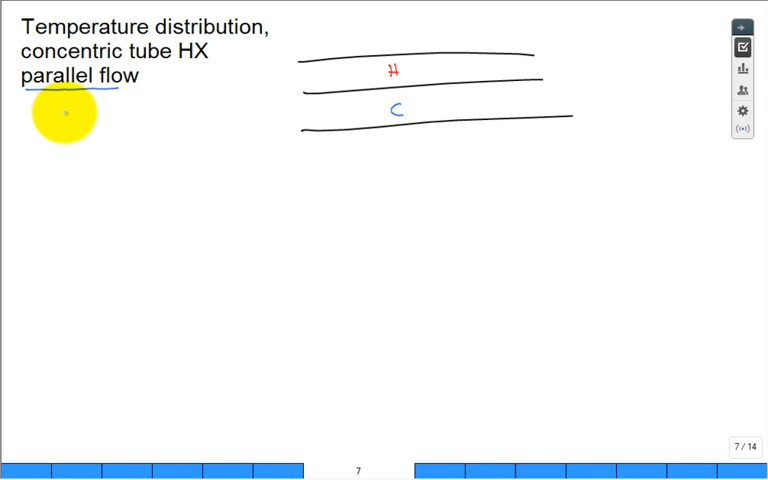 Temperature distribution,
concentric tube HX
parallel flow
H
C
7 / 14
7